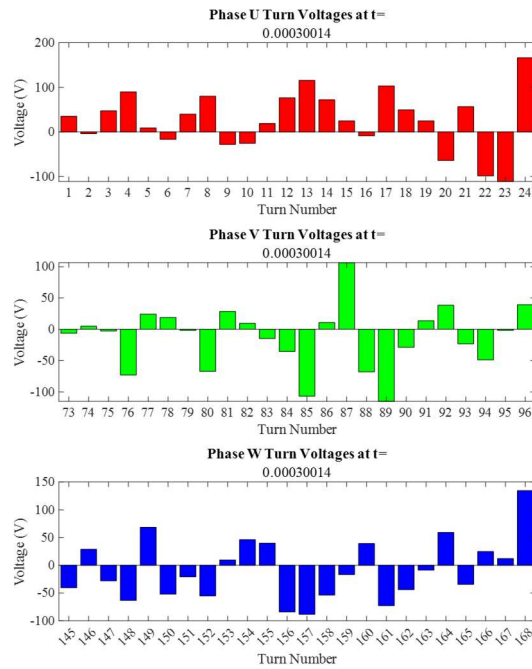 Phase U Turn Voltages at t=
0.00030014
200
100
0
-100
Voltage (V)
1 2 3 4 5 6 7 8 9 10 11 12 13 14 15 16 17 18 19 20 21 22 23 24
Turn Number
Phase V Turn Voltages at t=
0.00030014
100
50
0
-50
-100
Voltage (V)
73 74 75 76 77 78 79 80 81 82 83 84 85 86 87 88 89 90 91 92 93 94 95 96
Turn Number
Phase W Turn Voltages at t=
0.00030014
150
100
50
0
-50
-100
Voltage (V)
145 146 147 148 149 150 151 152 153 154 155 156 157 158 159 160 161 162 163 164 165 166 167 168
Turn Number